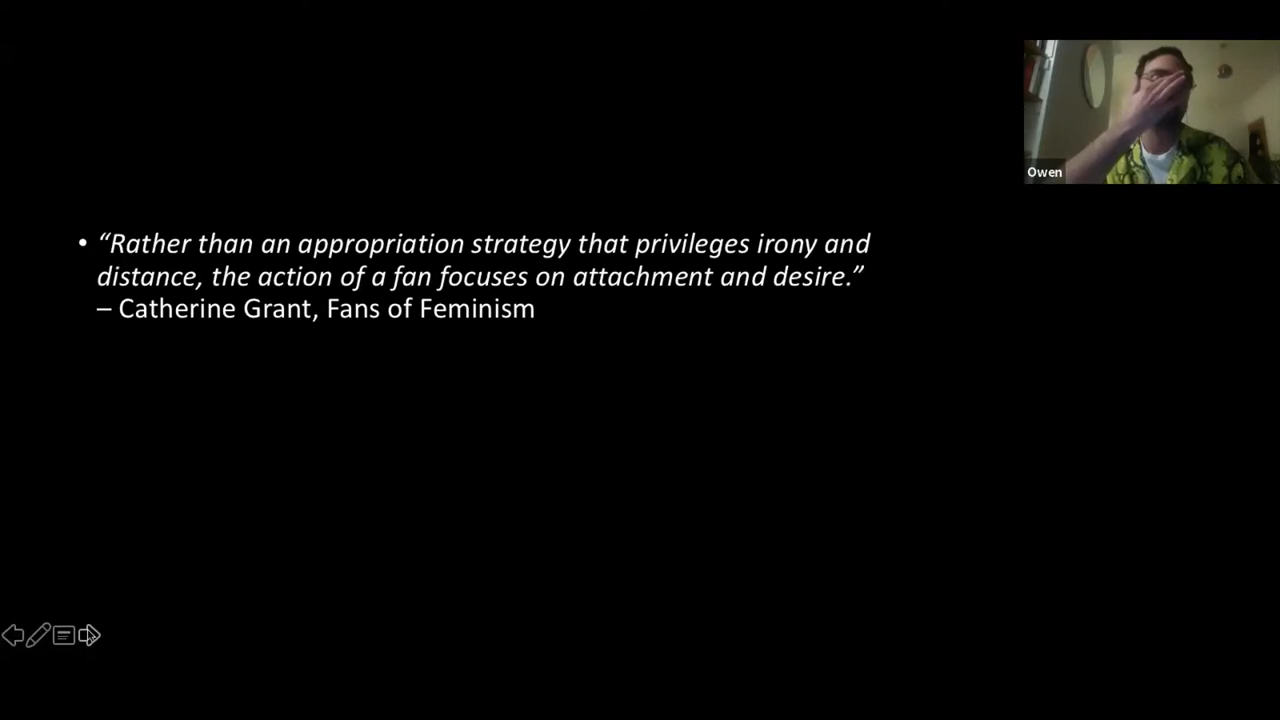 • “Rather than an appropriation strategy that privileges irony and
distance, the action of a fan focuses on attachment and desire.”
– Catherine Grant, Fans of Feminism
Owen